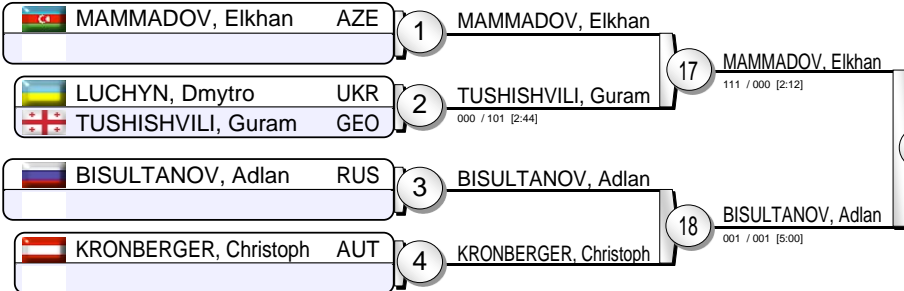 MAMMADOV, Elkhan AZE
1
MAMMADOV, Elkhan
17
MAMMADOV, Elkhan
111 / 000 [2:12]
LUCHYN, Dmytro UKR
TUSHISHVILI, Guram GEO
2
TUSHISHVILI, Guram
000 / 101 [2:44]
BISULTANOV, Adlan RUS
3
BISULTANOV, Adlan
18
BISULTANOV, Adlan
001 / 001 [5:00]
KRONBERGER, Christoph AUT
4
KRONBERGER, Christoph